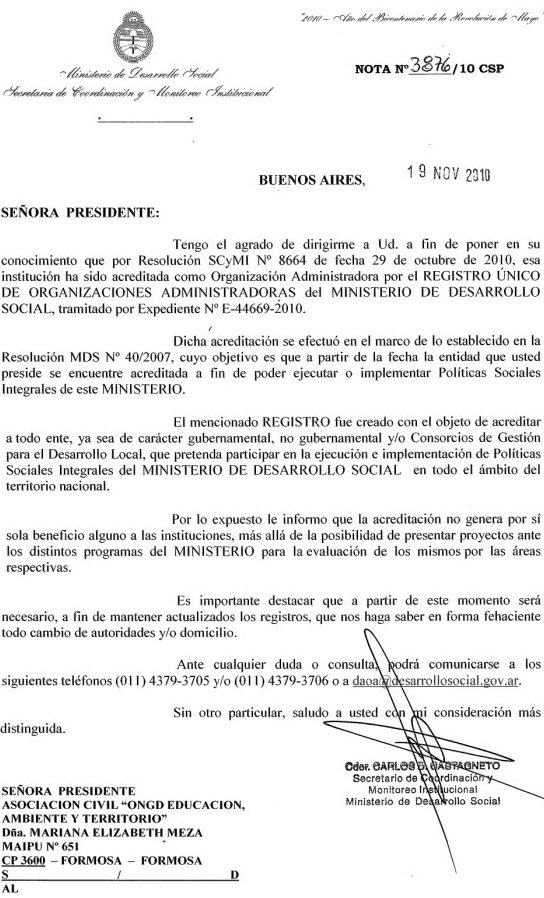 "2010 – Año del Bicentenario de la Revolución de Mayo"
Ministerio de Desarrollo Social
Secretaría de Coordinación y Monitoreo Institucional
NOTA Nº 3876/10 CSP
BUENOS AIRES, 19 NOV 2010
SEÑORA PRESIDENTE:
Tengo el agrado de dirigirme a Ud. a fin de poner en su
conocimiento que por Resolución SCyMI Nº 8664 de fecha 29 de octubre de 2010, esa
institución ha sido acreditada como Organización Administradora por el REGISTRO ÚNICO
DE ORGANIZACIONES ADMINISTRADORAS del MINISTERIO DE DESARROLLO
SOCIAL, tramitado por Expediente Nº E-44669-2010.
Dicha acreditación se efectuó en el marco de lo establecido en la
Resolución MDS Nº 40/2007, cuyo objetivo es que a partir de la fecha la entidad que usted
preside se encuentre acreditada a fin de poder ejecutar o implementar Políticas Sociales
Integrales de este MINISTERIO.
El mencionado REGISTRO fue creado con el objeto de acreditar
a todo ente, ya sea de carácter gubernamental, no gubernamental y/o Consorcios de Gestión
para el Desarrollo Local, que pretenda participar en la ejecución e implementación de Políticas
Sociales Integrales del MINISTERIO DE DESARROLLO SOCIAL en todo el ámbito del
territorio nacional.
Por lo expuesto le informo que la acreditación no genera por sí
sola beneficio alguno a las instituciones, más allá de la posibilidad de presentar proyectos ante
los distintos programas del MINISTERIO para la evaluación de los mismos por las áreas
respectivas.
Es importante destacar que a partir de este momento será
necesario, a fin de mantener actualizados los registros, que nos haga saber en forma fehaciente
todo cambio de autoridades y/o domicilio.
Ante cualquier duda o consulta, podrá comunicarse a los
siguientes teléfonos (011) 4379-3705 y/o (011) 4379-3706 o a daoa@desarrollosocial.gov.ar.
Sin otro particular, saludo a usted con mi consideración más
distinguida.
Cdor. CARLOS D. CASTAGNETO
Secretario de Coordinación y
Monitoreo Institucional
Ministerio de Desarrollo Social
SEÑORA PRESIDENTE
ASOCIACION CIVIL "ONGD EDUCACION,
AMBIENTE Y TERRITORIO"
Dña. MARIANA ELIZABETH MEZA
MAIPU Nº 651
CP 3600 – FORMOSA – FORMOSA
S / D
AL